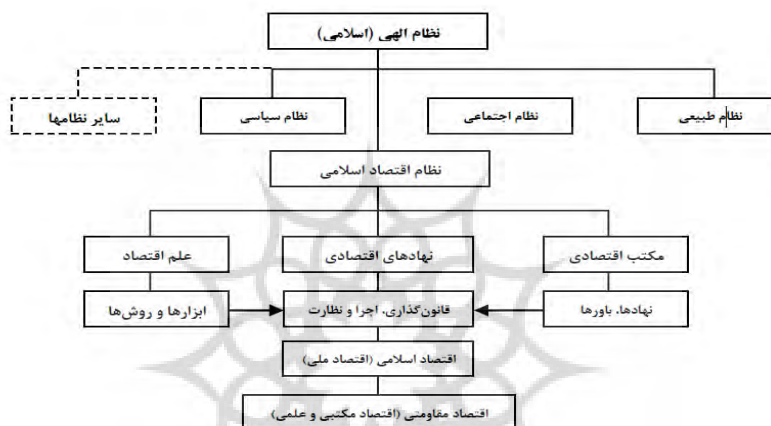 نظام الهی (اسلامی)
نظام طبیعی
نظام اجتماعی
نظام سیاسی
سایر نظامها
نظام اقتصاد اسلامی
مکتب اقتصادی
نهادهای اقتصادی
علم اقتصاد
نهادها، باورها
قانون‌گذاری، اجرا و نظارت
ابزارها و روش‌ها
اقتصاد اسلامی (اقتصاد ملی)
اقتصاد مقاومتی (اقتصاد مکتبی و علمی)